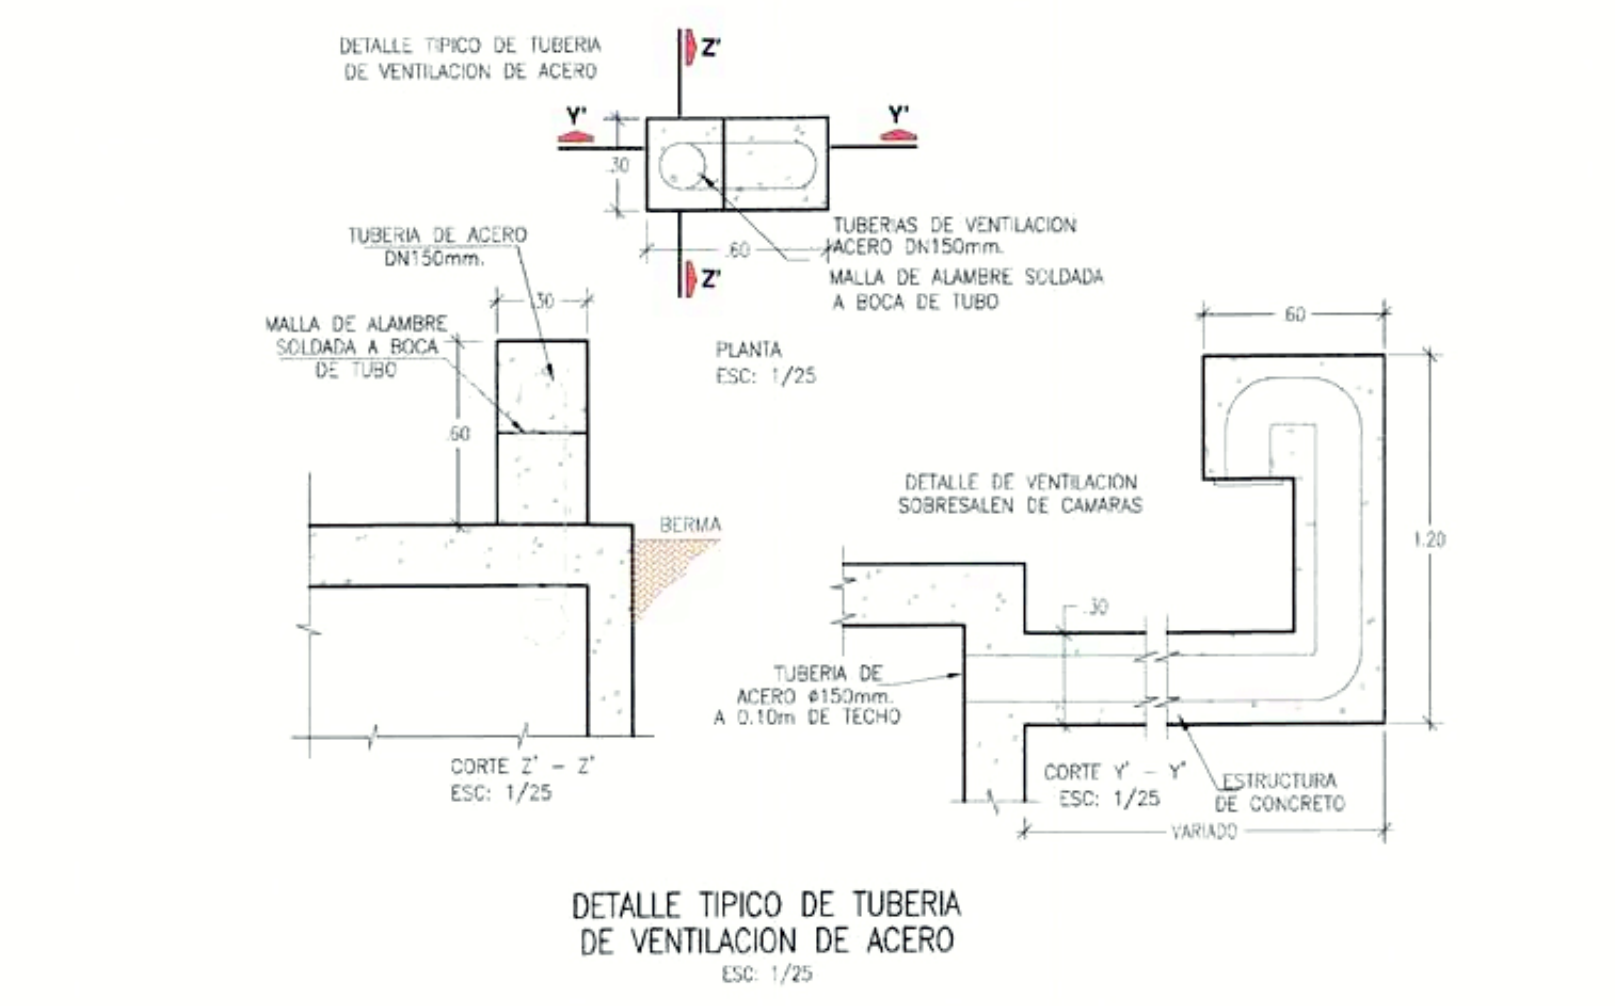 DETALLE TIPICO DE TUBERIA
DE VENTILACION DE ACERO
Z'
Y'
Y'
.30
TUBERIAS DE VENTILACION
ACERO DN150mm.
.60
MALLA DE ALAMBRE SOLDADA
A BOCA DE TUBO
Z'
PLANTA
ESC: 1/25
TUBERIA DE ACERO
DN150mm.
.30
MALLA DE ALAMBRE
SOLDADA A BOCA
DE TUBO
.60
BERMA
CORTE Z' - Z'
ESC: 1/25
.60
DETALLE DE VENTILACION
SOBRESALEN DE CAMARAS
1.20
.30
TUBERIA DE
ACERO ø150mm.
A 0.10m DE TECHO
CORTE Y' - Y'
ESC: 1/25
ESTRUCTURA
DE CONCRETO
VARIADO
DETALLE TIPICO DE TUBERIA
DE VENTILACION DE ACERO
ESC: 1/25